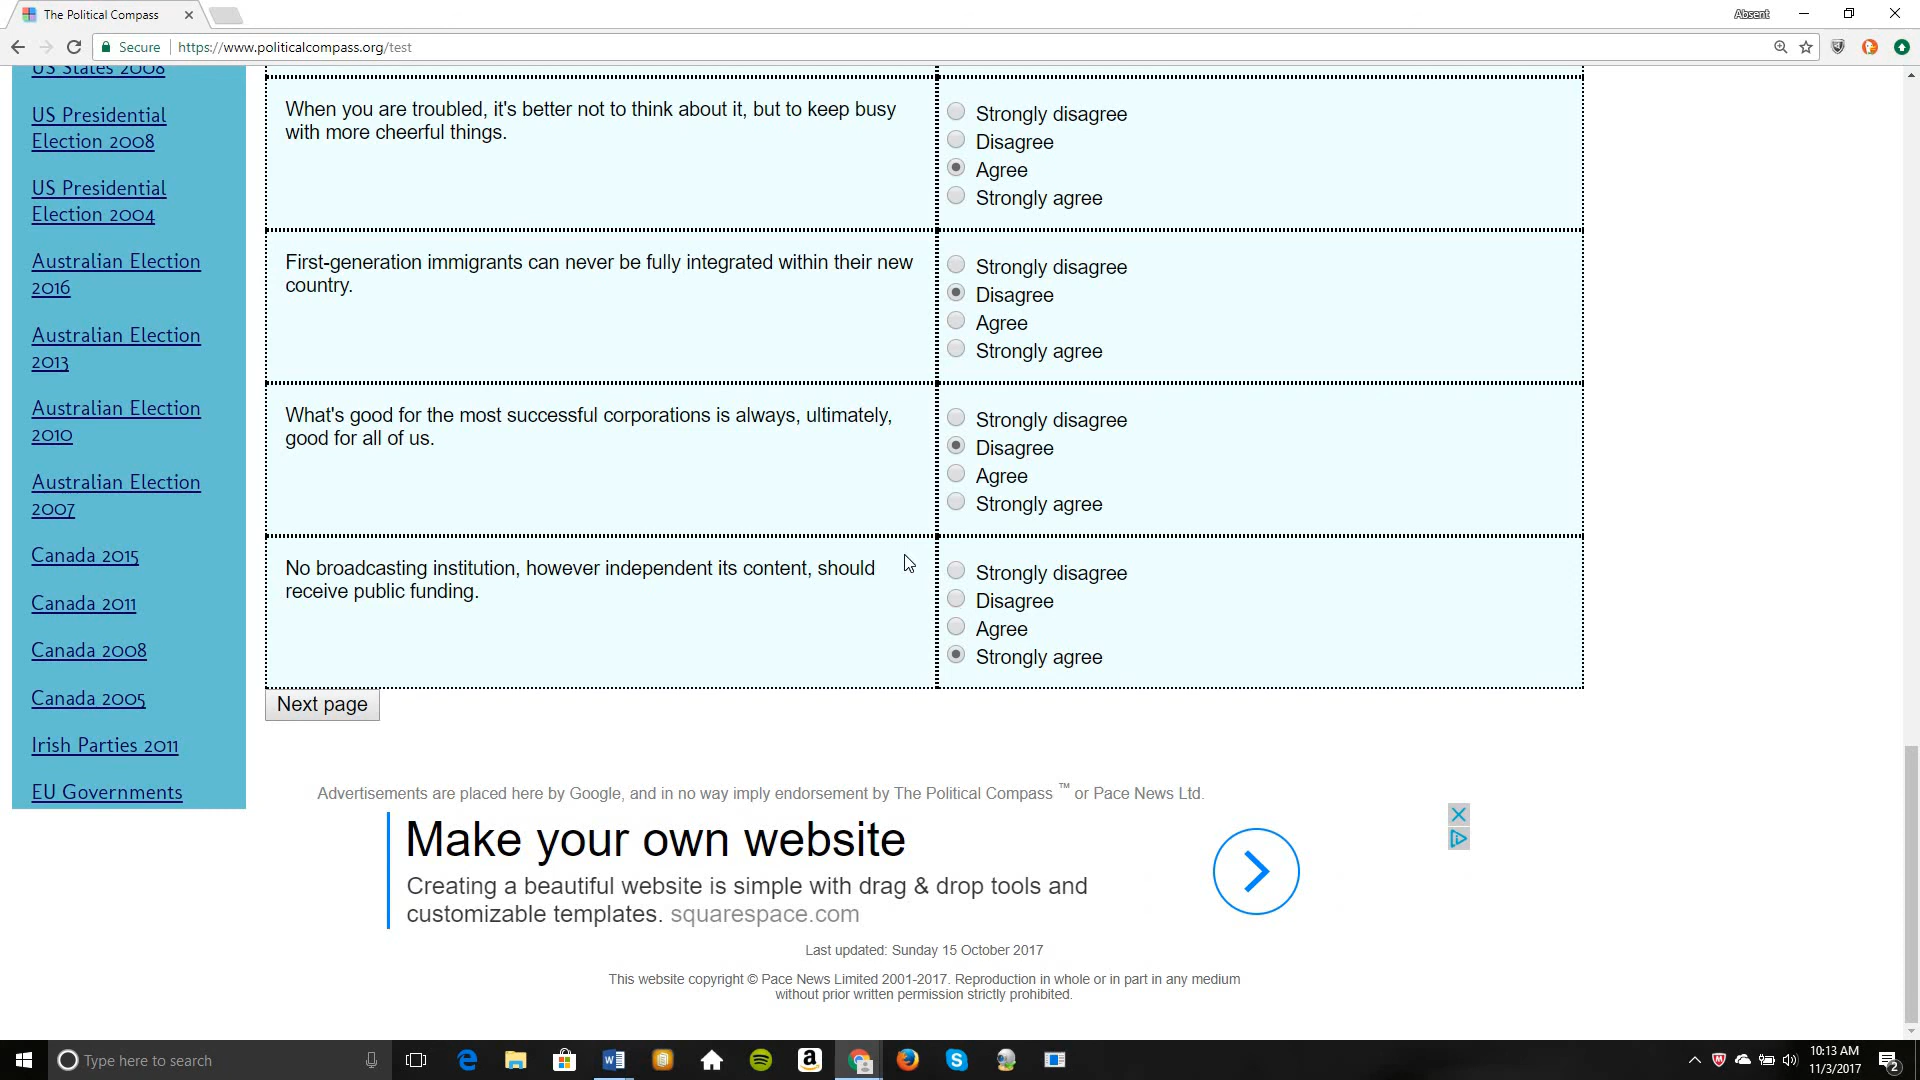 The Political Compass
Absent
Secure
https://www.politicalcompass.org/test
US States 2008
US Presidential
Election 2008
US Presidential
Election 2004
Australian Election
2016
Australian Election
2013
Australian Election
2010
Australian Election
2007
Canada 2015
Canada 2011
Canada 2008
Canada 2005
Irish Parties 2011
EU Governments
When you are troubled, it's better not to think about it, but to keep busy
with more cheerful things.
Strongly disagree
Disagree
Agree
Strongly agree
First-generation immigrants can never be fully integrated within their new
country.
Strongly disagree
Disagree
Agree
Strongly agree
What's good for the most successful corporations is always, ultimately,
good for all of us.
Strongly disagree
Disagree
Agree
Strongly agree
No broadcasting institution, however independent its content, should
receive public funding.
Strongly disagree
Disagree
Agree
Strongly agree
Next page
Advertisements are placed here by Google, and in no way imply endorsement by The Political Compass ™ or Pace News Ltd.
Make your own website
Creating a beautiful website is simple with drag & drop tools and
customizable templates. squarespace.com
Last updated: Sunday 15 October 2017
This website copyright © Pace News Limited 2001-2017. Reproduction in whole or in part in any medium
without prior written permission strictly prohibited.
Type here to search
10:13 AM
11/3/2017
2